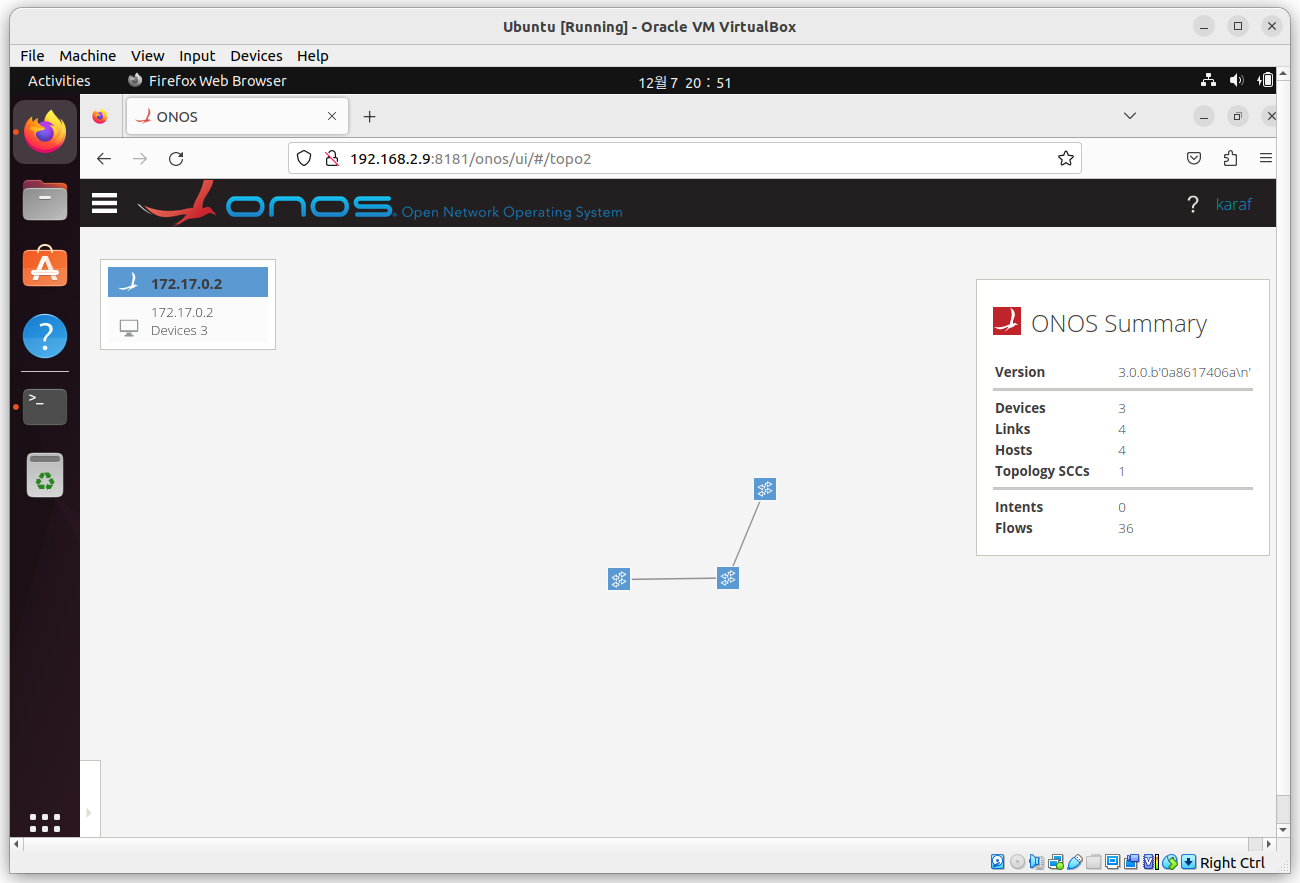 Ubuntu [Running] - Oracle VM VirtualBox
File Machine View Input Devices Help
Activities Firefox Web Browser 12월 7 20 : 51
ONOS
192.168.2.9:8181/onos/ui/#/topo2
onos. Open Network Operating System ? karaf
172.17.0.2
172.17.0.2
Devices 3
ONOS Summary
Version 3.0.0.b'0a8617406a\n'
Devices 3
Links 4
Hosts 4
Topology SCCs 1
Intents 0
Flows 36
Right Ctrl